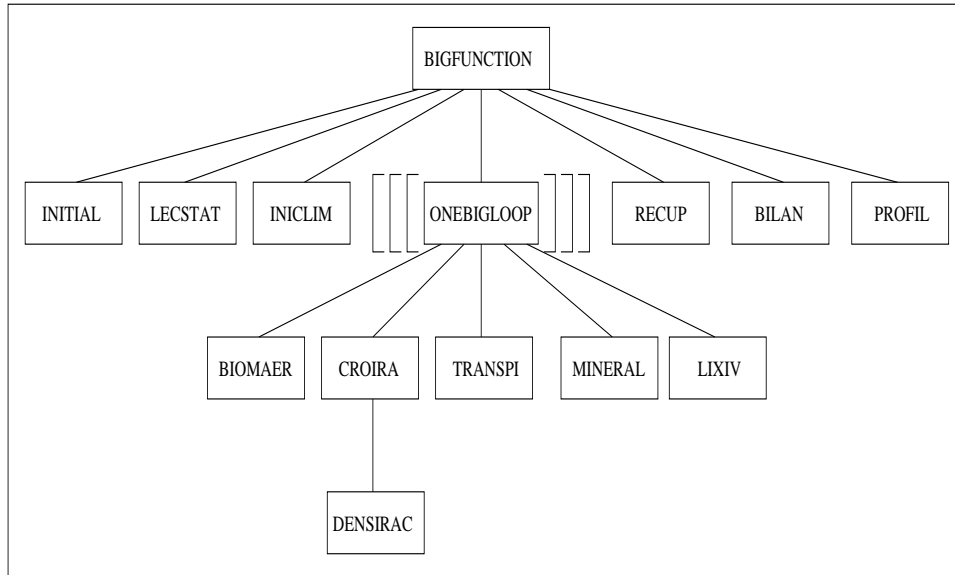 BIGFUNCTION
INITIAL LECSTAT INICLIM ONEBIGLOOP RECUP BILAN PROFIL
BIOMAER CROIRA TRANSPI MINERAL LIXIV
DENSIRAC